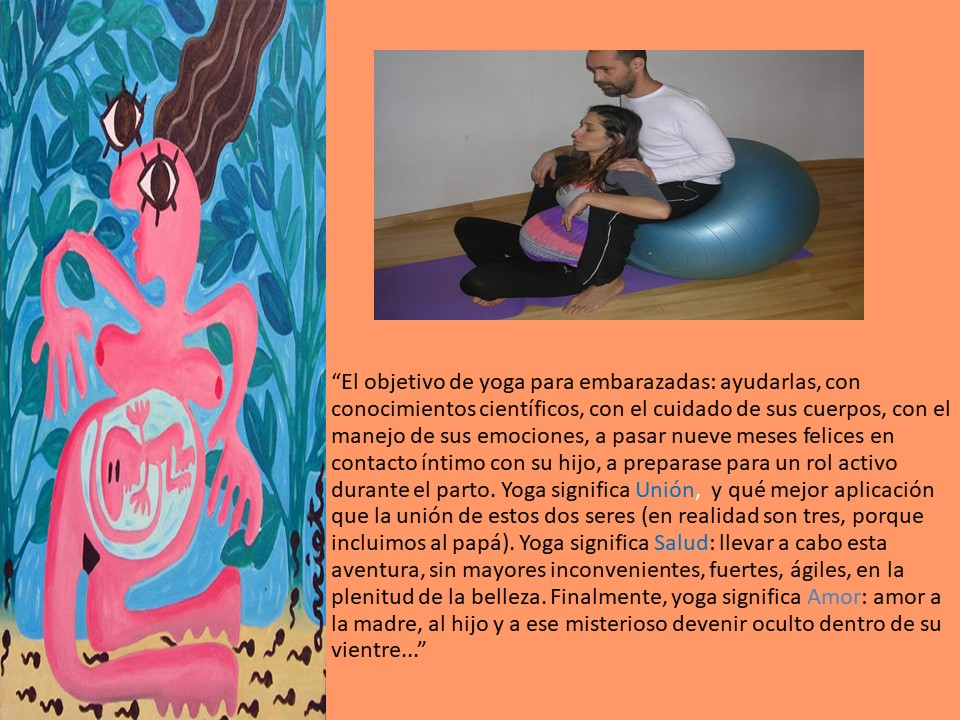 “El objetivo de yoga para embarazadas: ayudarlas, con
conocimientos científicos, con el cuidado de sus cuerpos, con el
manejo de sus emociones, a pasar nueve meses felices en
contacto íntimo con su hijo, a preparase para un rol activo
durante el parto. Yoga significa Unión,  y qué mejor aplicación
que la unión de estos dos seres (en realidad son tres, porque
incluimos al papá). Yoga significa Salud: llevar a cabo esta
aventura, sin mayores inconvenientes, fuertes, ágiles, en la
plenitud de la belleza. Finalmente, yoga significa Amor: amor a
la madre, al hijo y a ese misterioso devenir oculto dentro de su
vientre...”